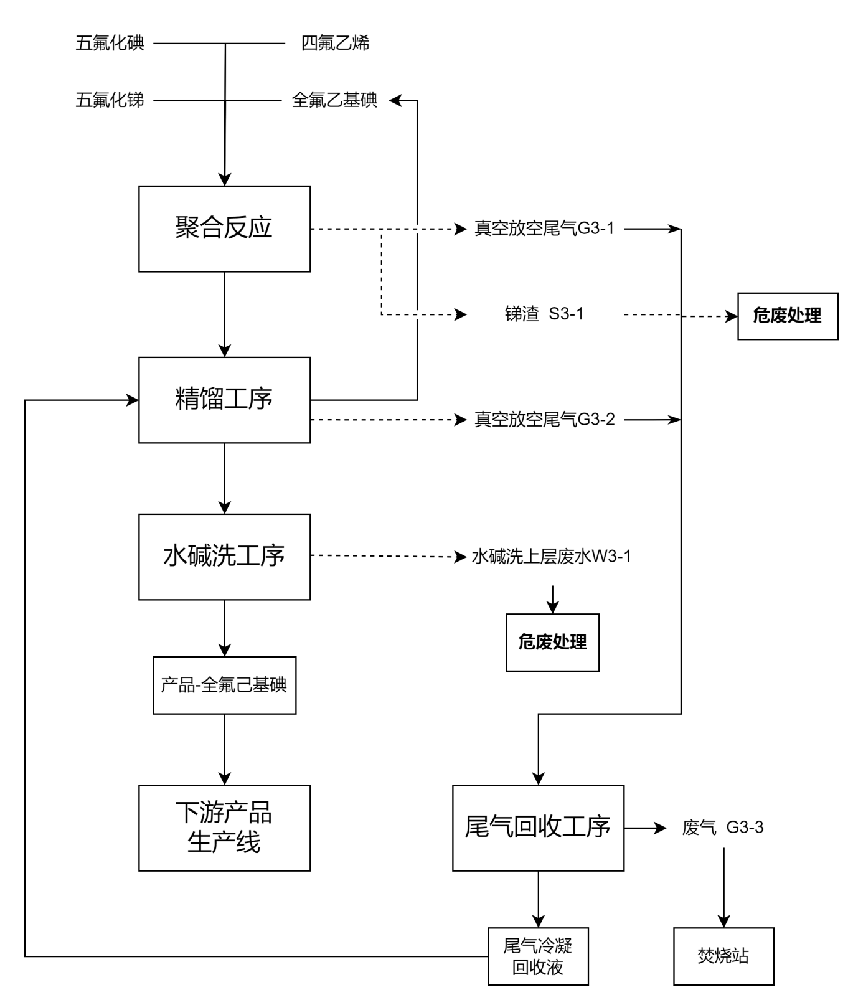 五氟化碘
四氟乙烯
五氟化锑
全氟乙基碘
聚合反应
真空放空尾气G3-1
锑渣 S3-1
危废处理
精馏工序
真空放空尾气G3-2
水碱洗工序
水碱洗上层废水W3-1
危废处理
产品-全氟己基碘
下游产品
生产线
尾气回收工序
废气 G3-3
尾气冷凝
回收液
焚烧站